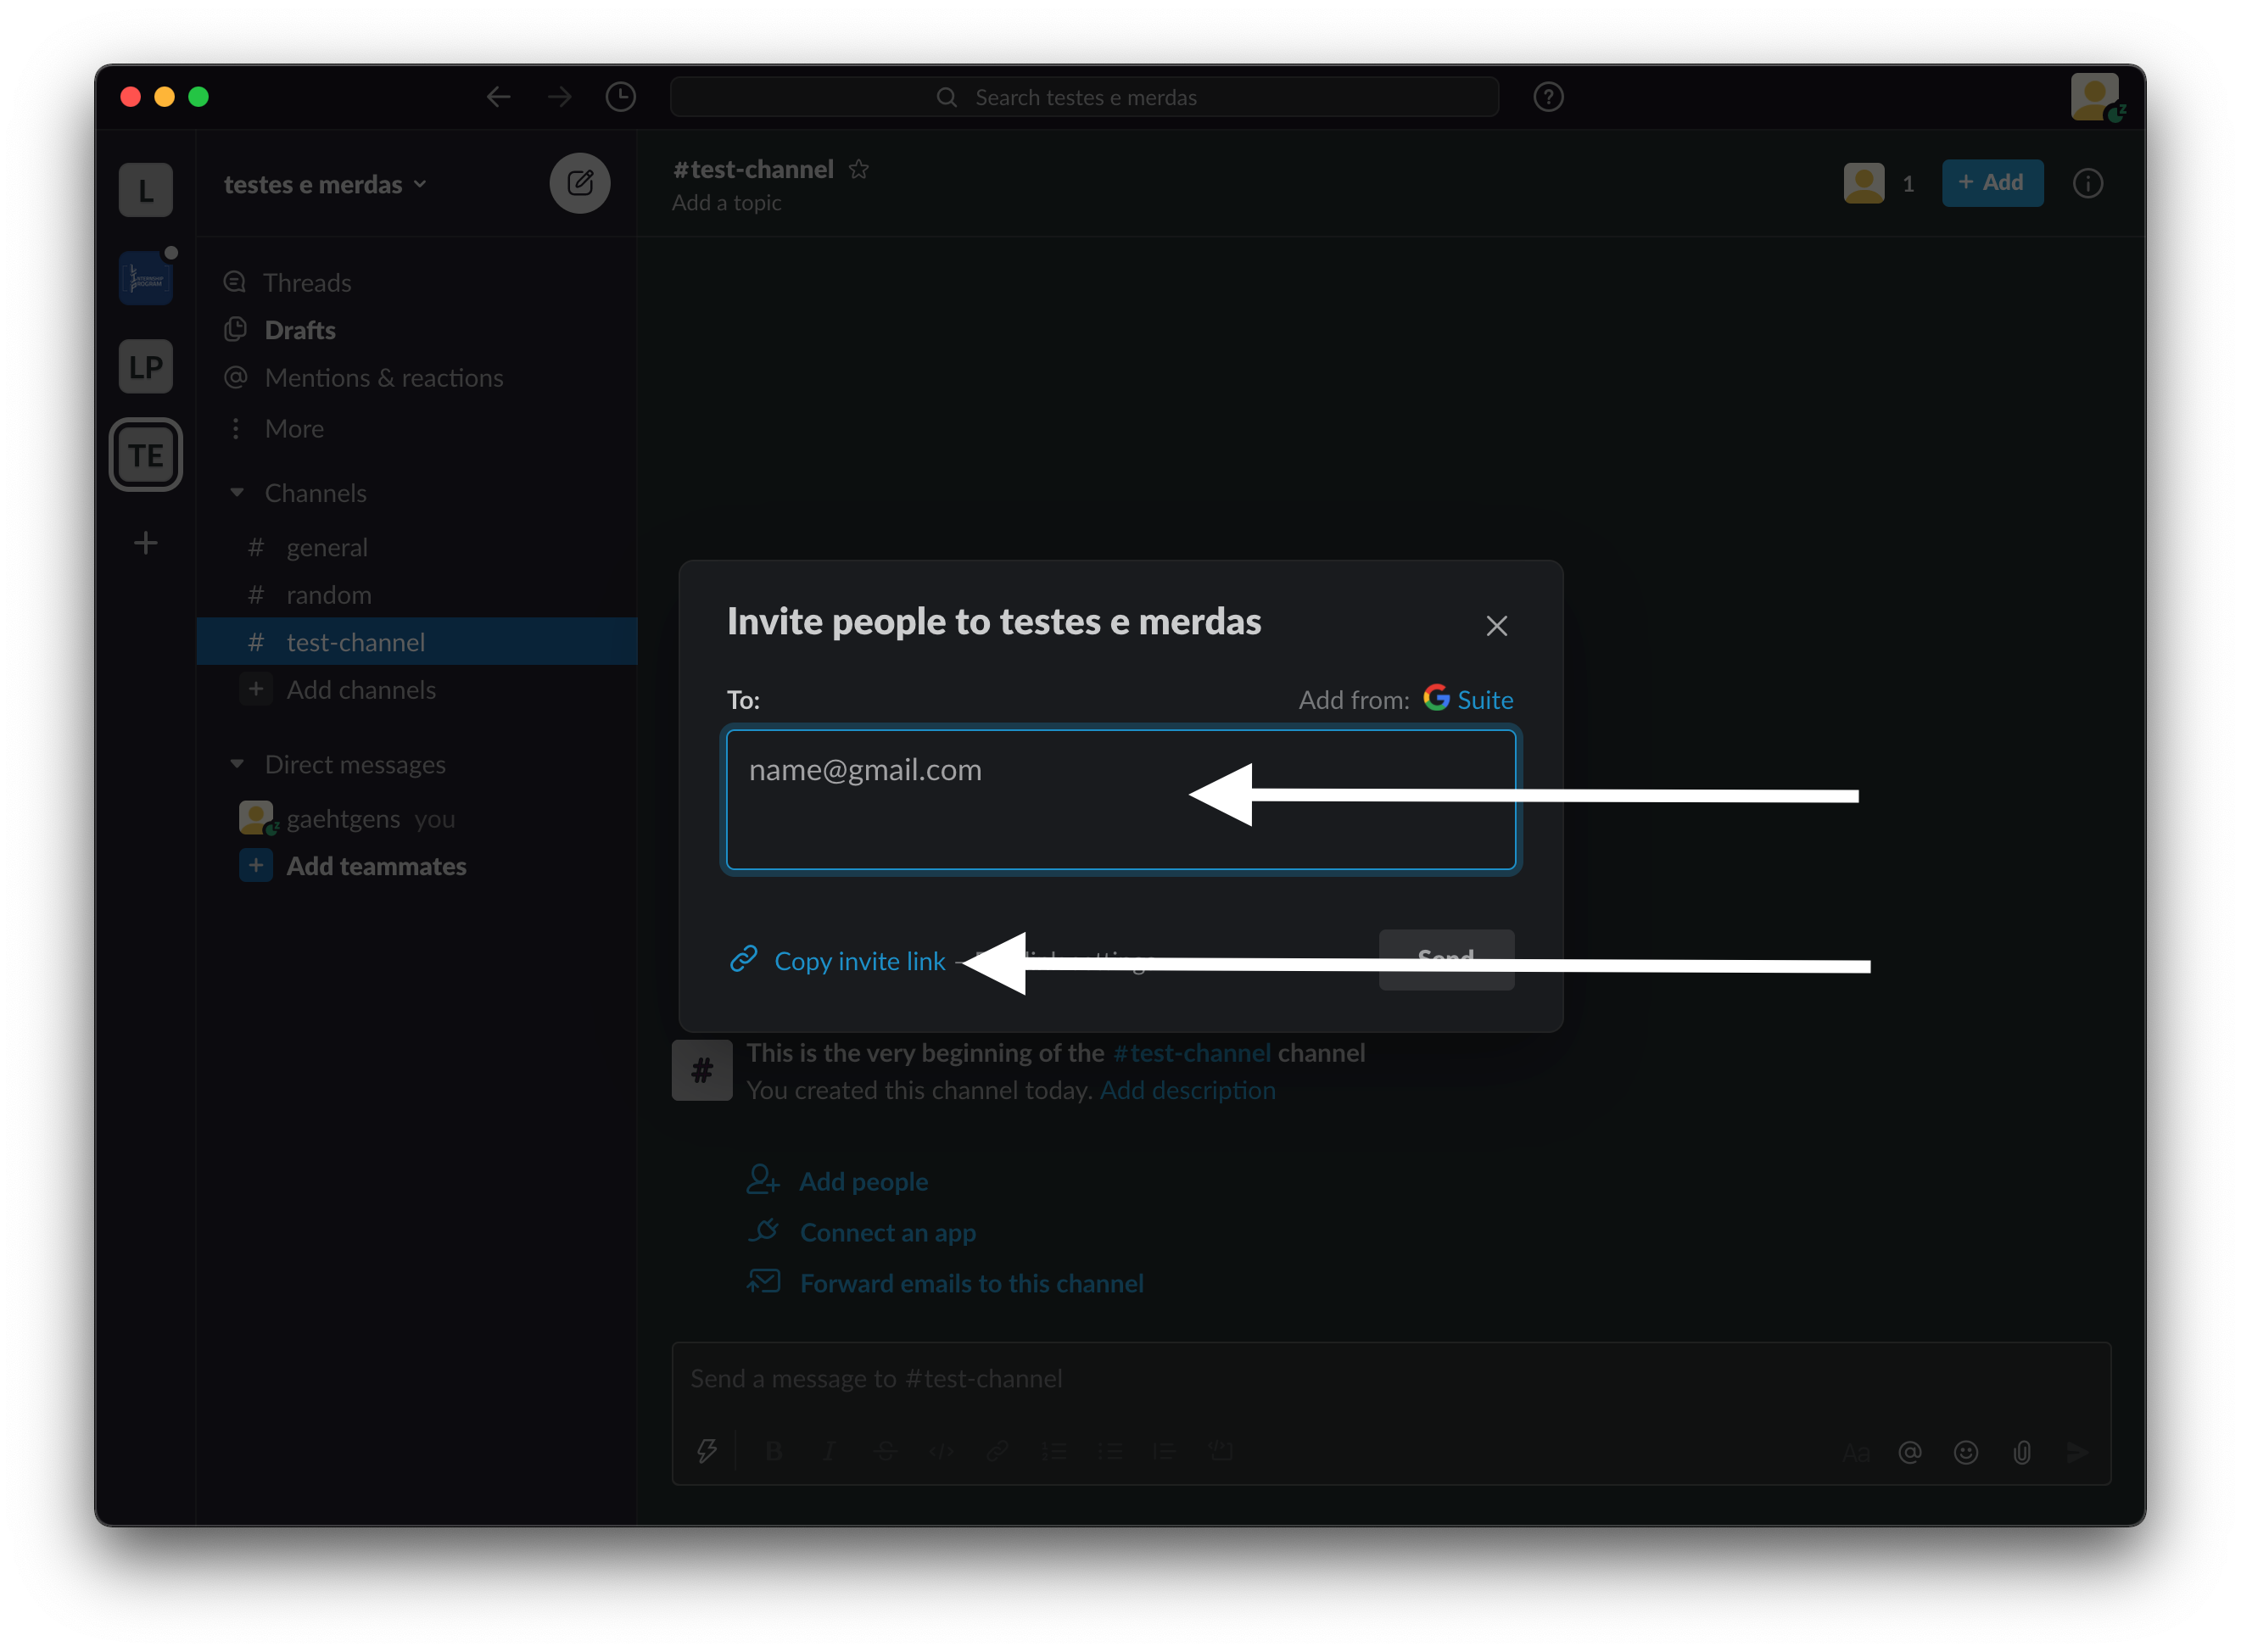 Search testes e merdas
L
testes e merdas
#test-channel
Add a topic
1
+ Add
INTERNSHIP
PROGRAM
Threads
Drafts
LP
Mentions & reactions
More
TE
Channels
# general
# random
# test-channel
+ Add channels
Direct messages
gaehtgens you
+ Add teammates
Invite people to testes e merdas
To:
Add from: G Suite
name@gmail.com
Copy invite link –
Send
# This is the very beginning of the #test-channel channel
You created this channel today. Add description
Add people
Connect an app
Forward emails to this channel
Send a message to #test-channel
B I S </>
Aa @